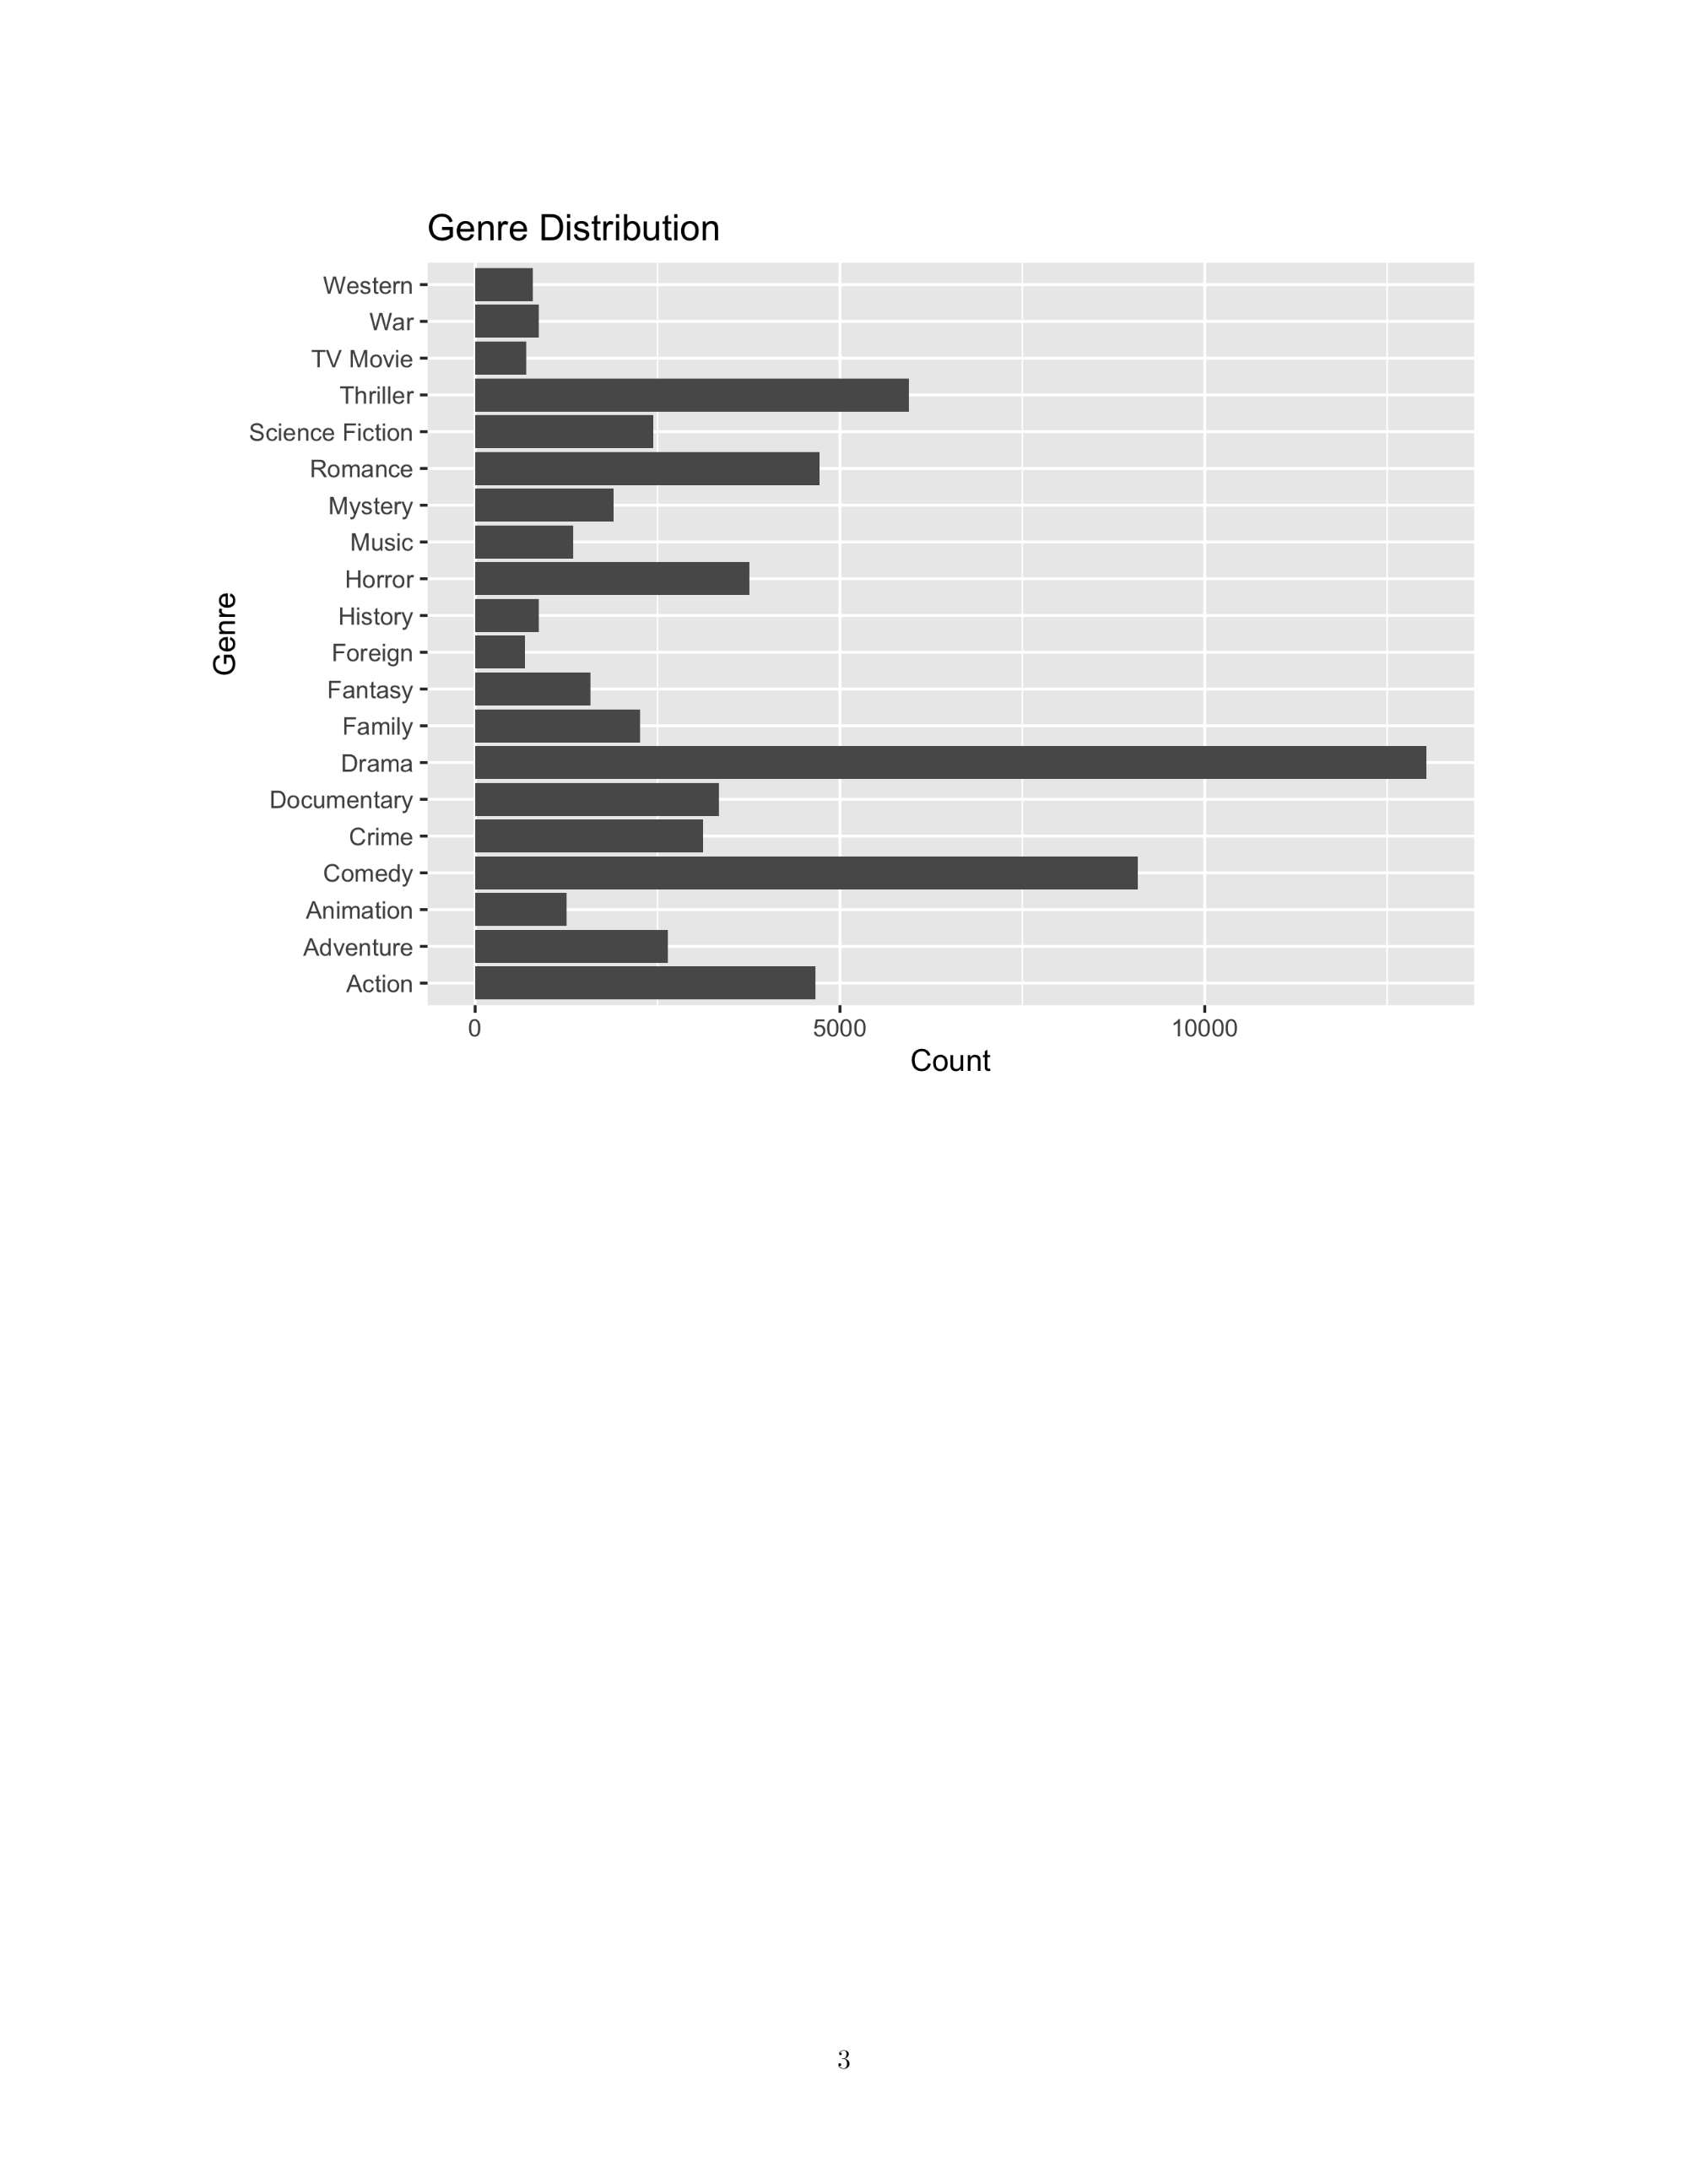 Genre Distribution
Western
War
TV Movie
Thriller
Science Fiction
Romance
Mystery
Music
Horror
History
Foreign
Fantasy
Family
Drama
Documentary
Crime
Comedy
Animation
Adventure
Action
Genre
0 5000 10000
Count
3